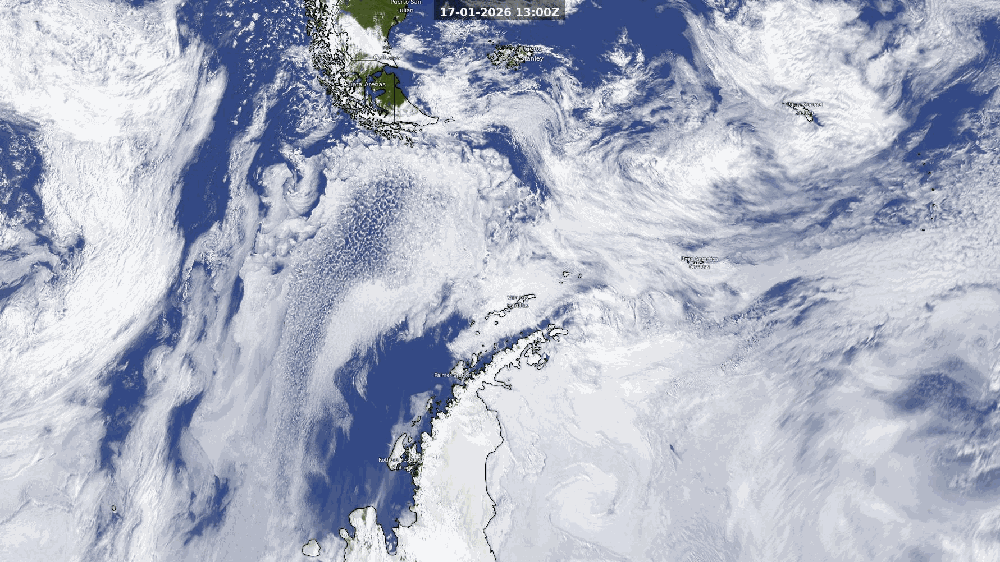 Puerto San
Julián
17-01-2026 13:00Z
Río
Gallegos
Puerto
Stanley
Punta Arenas
Punta Coronel
Zelaya
Base Antartica
Orcadas
Villa Las
Estrellas
Palmer Station
Rothera Research
Station